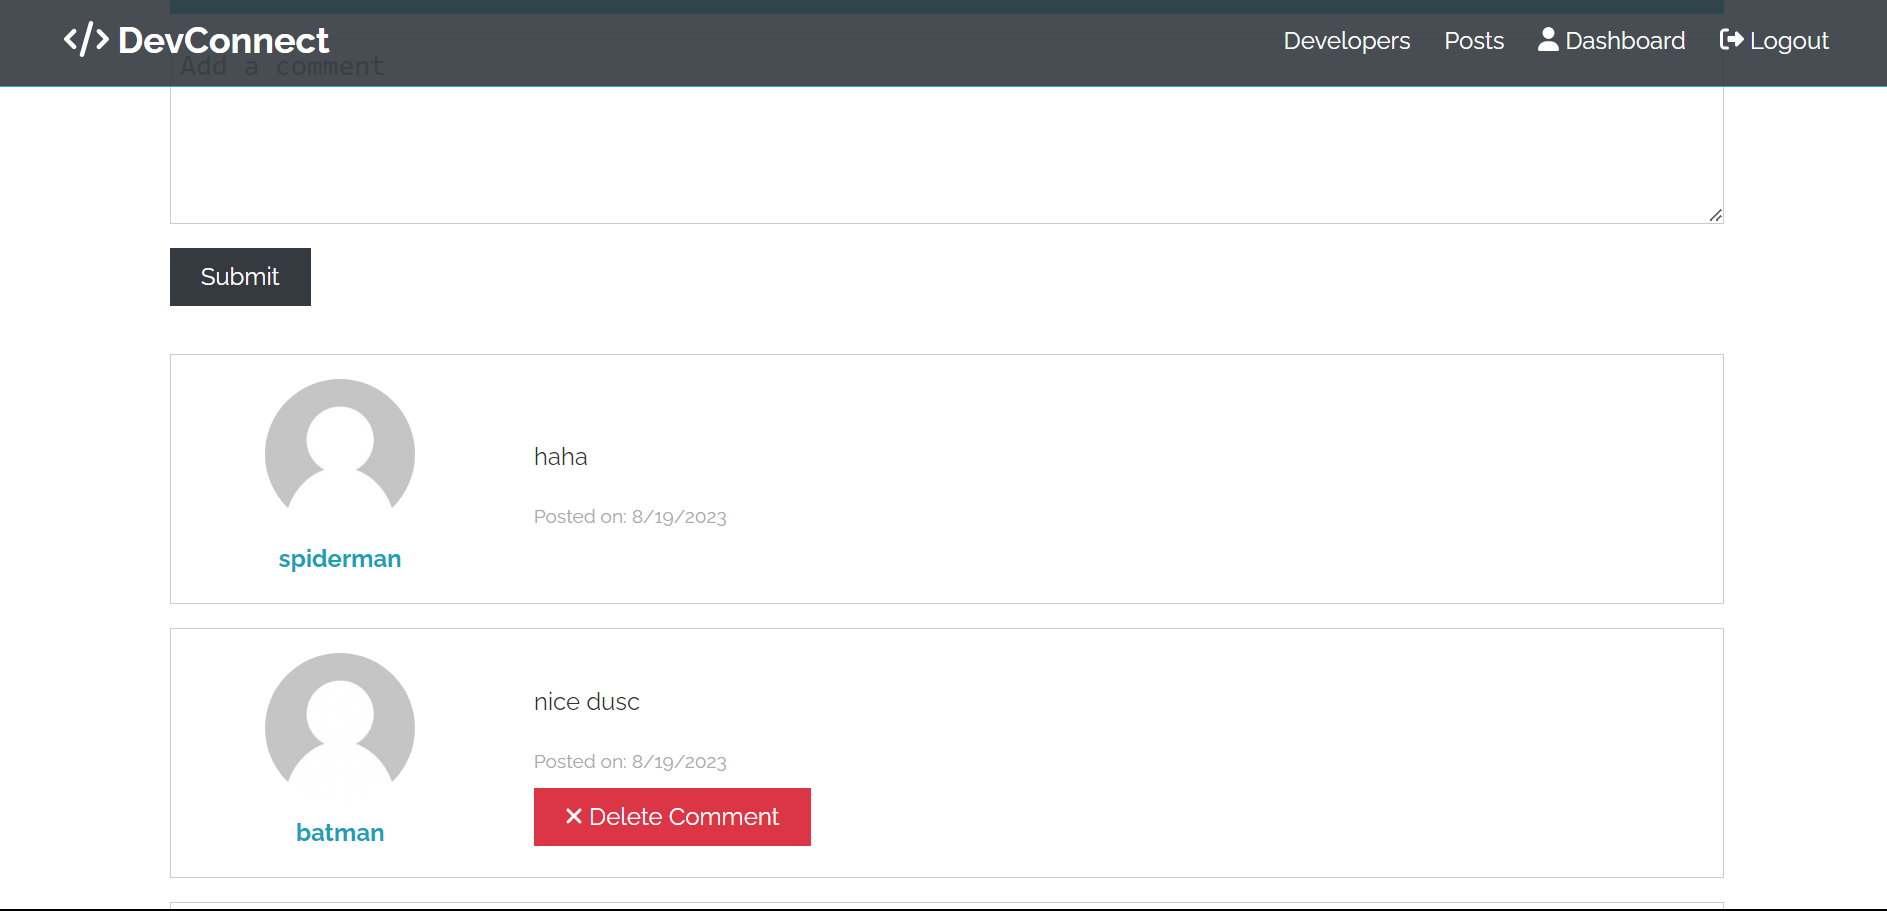 </> DevConnect
Developers Posts Dashboard Logout
Add a comment
Submit
haha
Posted on: 8/19/2023
spiderman
nice dusc
Posted on: 8/19/2023
Delete Comment
batman